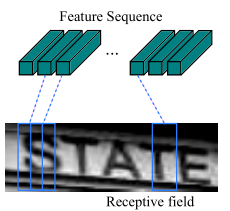 Feature Sequence
...
STATE
Receptive field